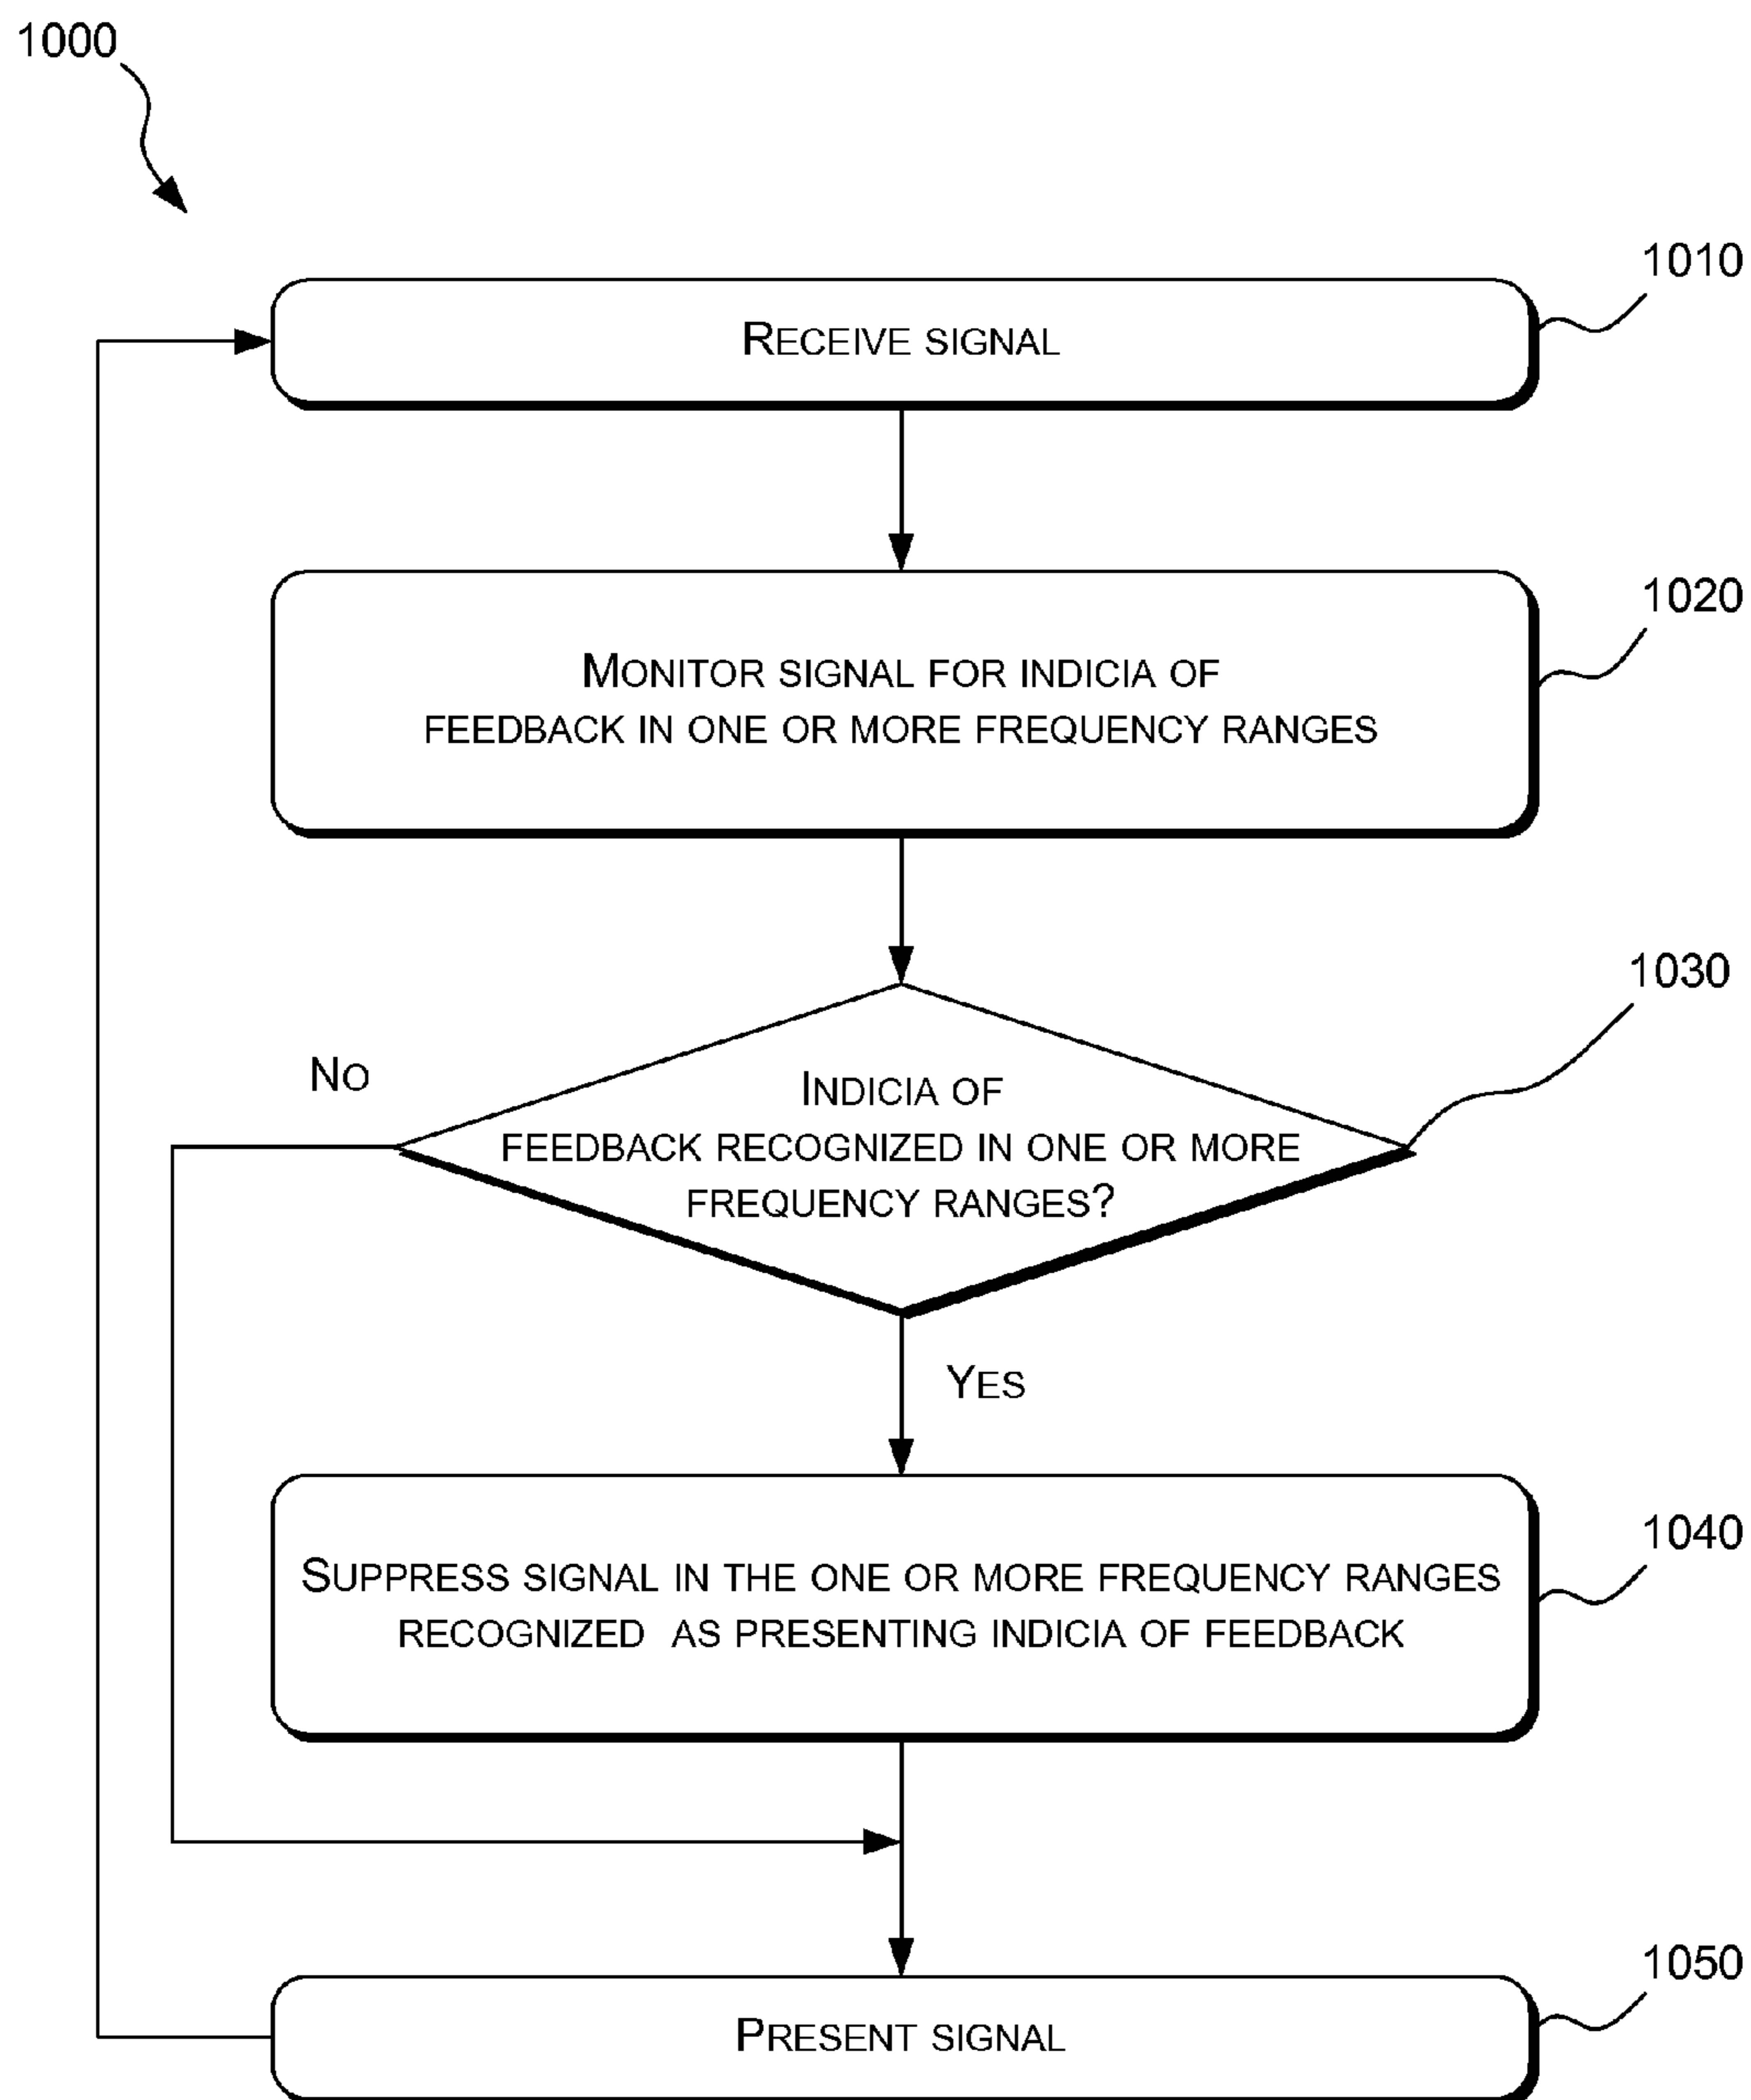 1000
1010
RECEIVE SIGNAL
1020
MONITOR SIGNAL FOR INDICIA OF
FEEDBACK IN ONE OR MORE FREQUENCY RANGES
1030
NO
INDICIA OF
FEEDBACK RECOGNIZED IN ONE OR MORE
FREQUENCY RANGES?
YES
1040
SUPPRESS SIGNAL IN THE ONE OR MORE FREQUENCY RANGES
RECOGNIZED AS PRESENTING INDICIA OF FEEDBACK
1050
PRESENT SIGNAL